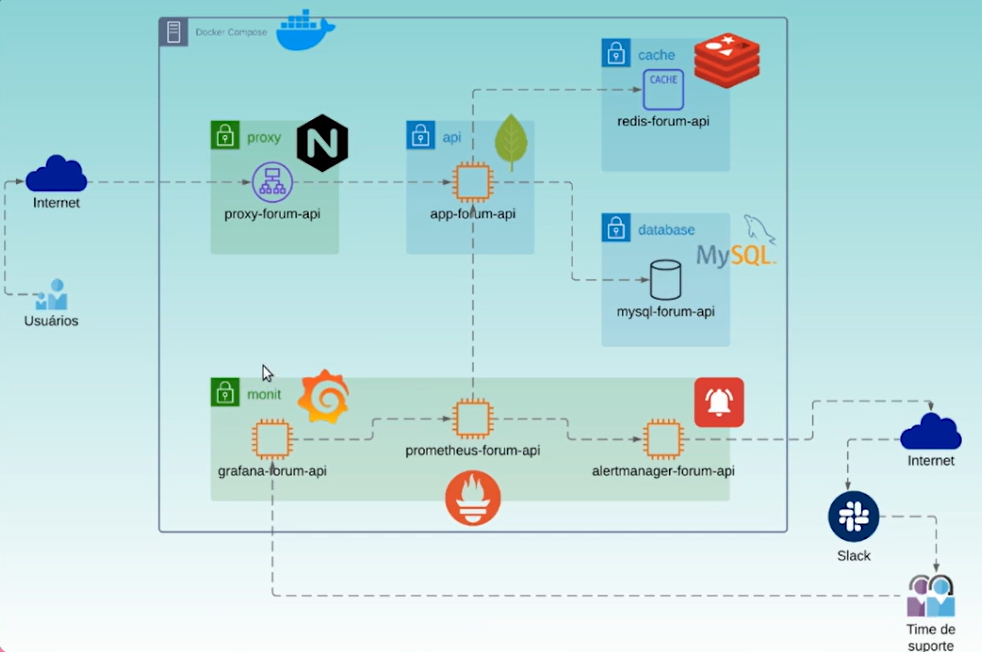 Docker Compose
cache
CACHE
redis-forum-api
proxy
N
api
proxy-forum-api
app-forum-api
Internet
database
MySQL
mysql-forum-api
Usuários
monit
grafana-forum-api
prometheus-forum-api
alertmanager-forum-api
Internet
Slack
Time de
suporte